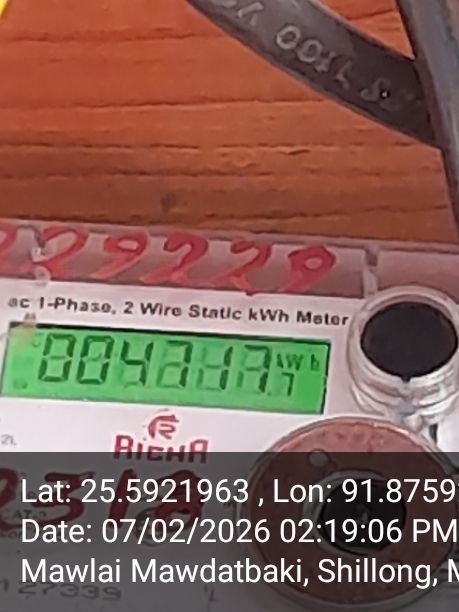 229229
ac 1-Phase, 2 Wire Static kWh Meter
kWh
RICHA
Lat: 25.5921963 , Lon: 91.8759
Date: 07/02/2026 02:19:06 PM
Mawlai Mawdatbaki, Shillong, M
127339